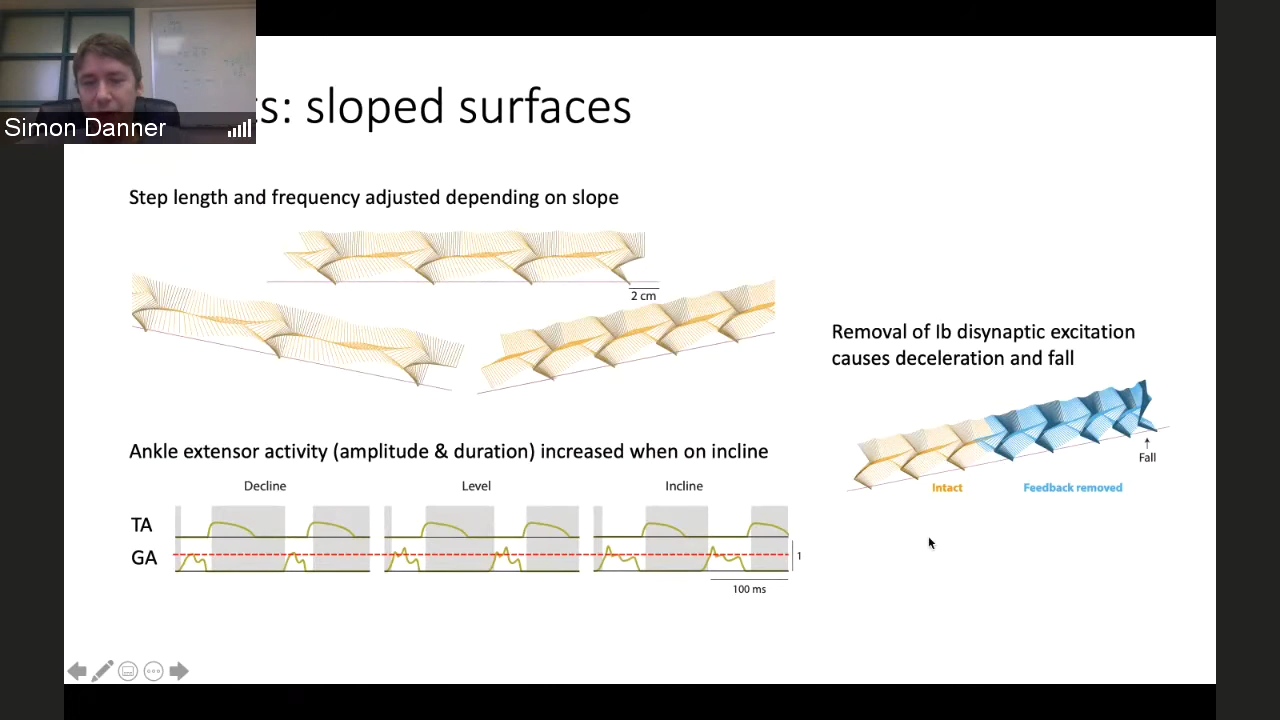 Simon Danner
: sloped surfaces
Step length and frequency adjusted depending on slope
2 cm
Removal of Ib disynaptic excitation
causes deceleration and fall
Fall
Intact
Feedback removed
Ankle extensor activity (amplitude & duration) increased when on incline
Decline
Level
Incline
TA
GA
1
100 ms